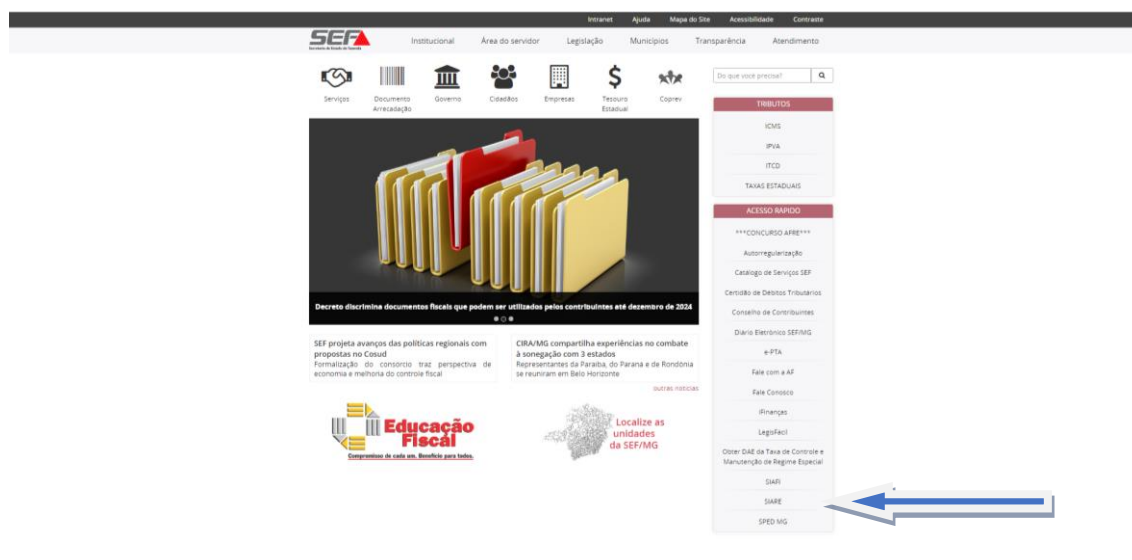 Intranet Ajuda Mapa do Site Acessibilidade Contraste
SEF
Secretaria de Estado de Fazenda
Institucional Área do servidor Legislação Municípios Transparência Atendimento
Serviços Documento Governo Cidadãos Empresas Tesouro Coprev
Arrecadação Estadual
Do que você precisa?
TRIBUTOS
ICMS
IPVA
ITCD
TAXAS ESTADUAIS
ACESSO RAPIDO
***CONCURSO AFRE***
Autorregularização
Catálogo de Serviços SEF
Certidão de Débitos Tributários
Conselho de Contribuintes
Diário Eletrônico SEF/MG
e-PTA
Fale com a AF
Fale Conosco
iFinanças
LegisFácil
Obter DAE da Taxa de Controle e
Manutenção de Regime Especial
SIAFI
SIARE
SPED MG
Decreto discrimina documentos fiscais que podem ser utilizados pelos contribuintes até dezembro de 2024
SEF projeta avanços das políticas regionais com
propostas no Cosud
Formalização do consórcio traz perspectiva de
economia e melhoria do controle fiscal
CIRA/MG compartilha experiências no combate
à sonegação com 3 estados
Representantes da Paraíba, do Paraná e de Rondônia
se reuniram em Belo Horizonte
outras notícias
Educação
Fiscal
Compromisso de cada um. Benefício para todos.
Localize as
unidades
da SEF/MG